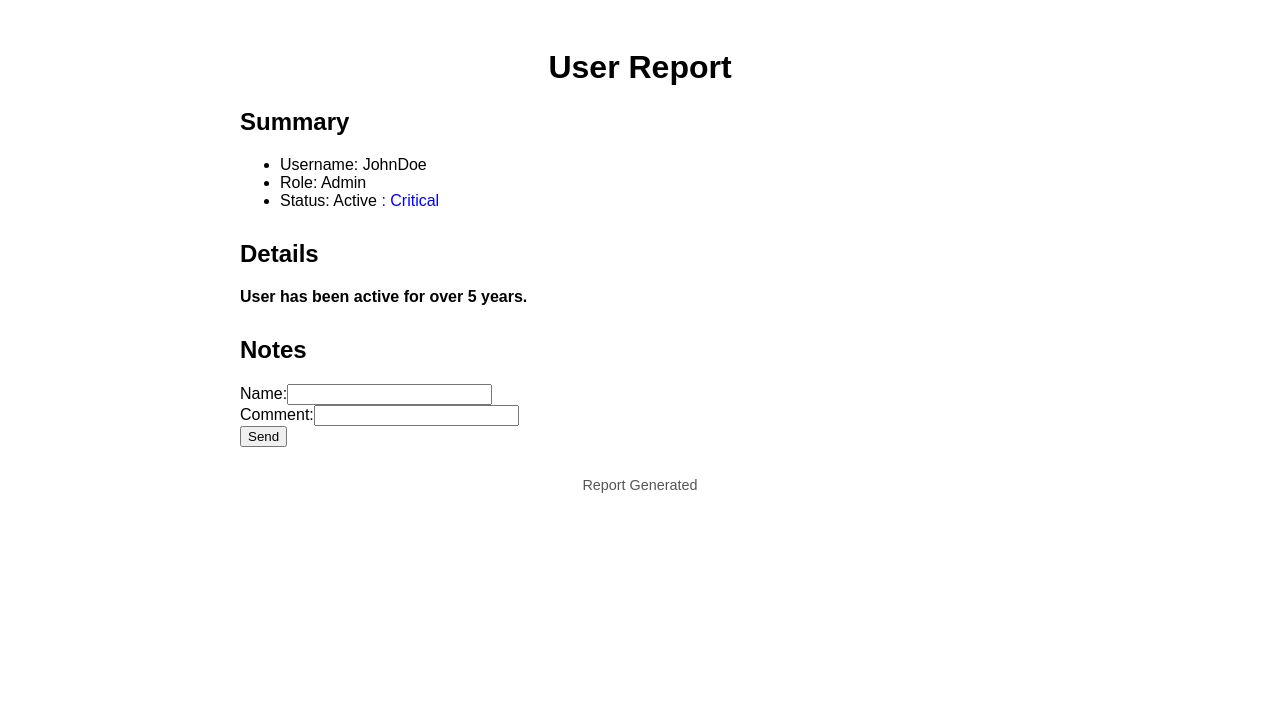 User Report
Summary
Username: JohnDoe
Role: Admin
Status: Active : Critical
Details
User has been active for over 5 years.
Notes
Name:
Comment:
Send
Report Generated